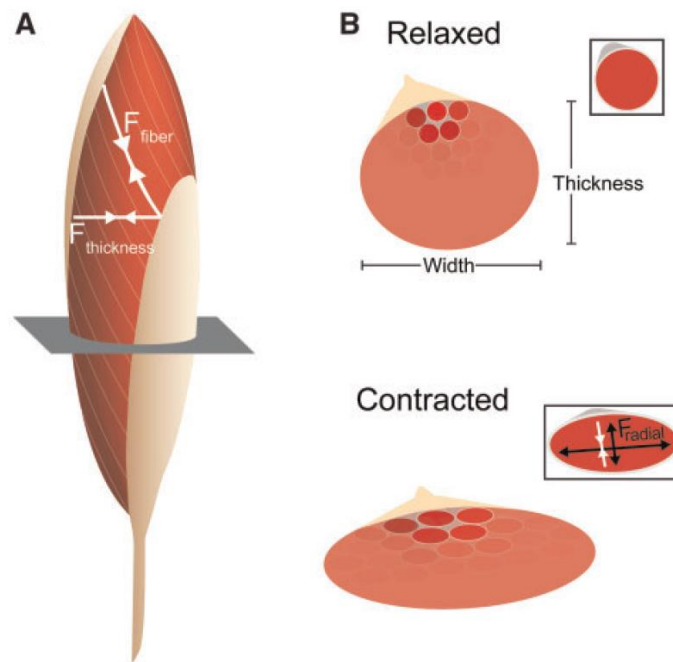 A
F fiber
F thickness
B
Relaxed
Thickness
Width
Contracted
F radial